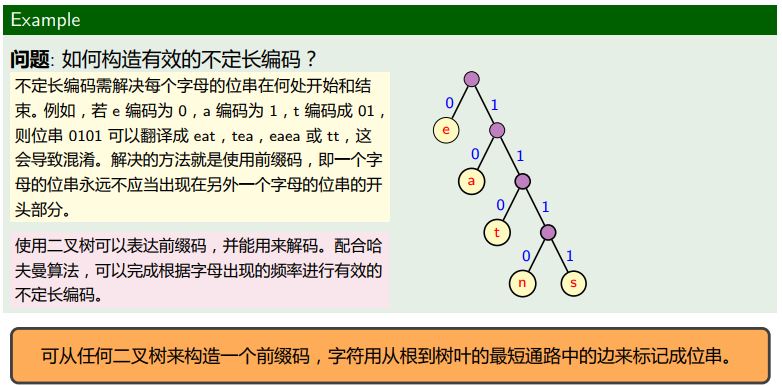 Example
问题: 如何构造有效的不定长编码？
不定长编码需解决每个字母的位串在何处开始和结
束。例如，若 e 编码为 0，a 编码为 1，t 编码成 01，
则位串 0101 可以翻译成 eat，tea，eaea 或 tt，这
会导致混淆。解决的方法就是使用前缀码，即一个字
母的位串永远不应当出现在另外一个字母的位串的开
头部分。
使用二叉树可以表达前缀码，并能用来解码。配合哈
夫曼算法，可以完成根据字母出现的频率进行有效的
不定长编码。
0 1
e
0 1
a
0 1
t
0 1
n s
可从任何二叉树来构造一个前缀码，字符用从根到树叶的最短通路中的边来标记成位串。